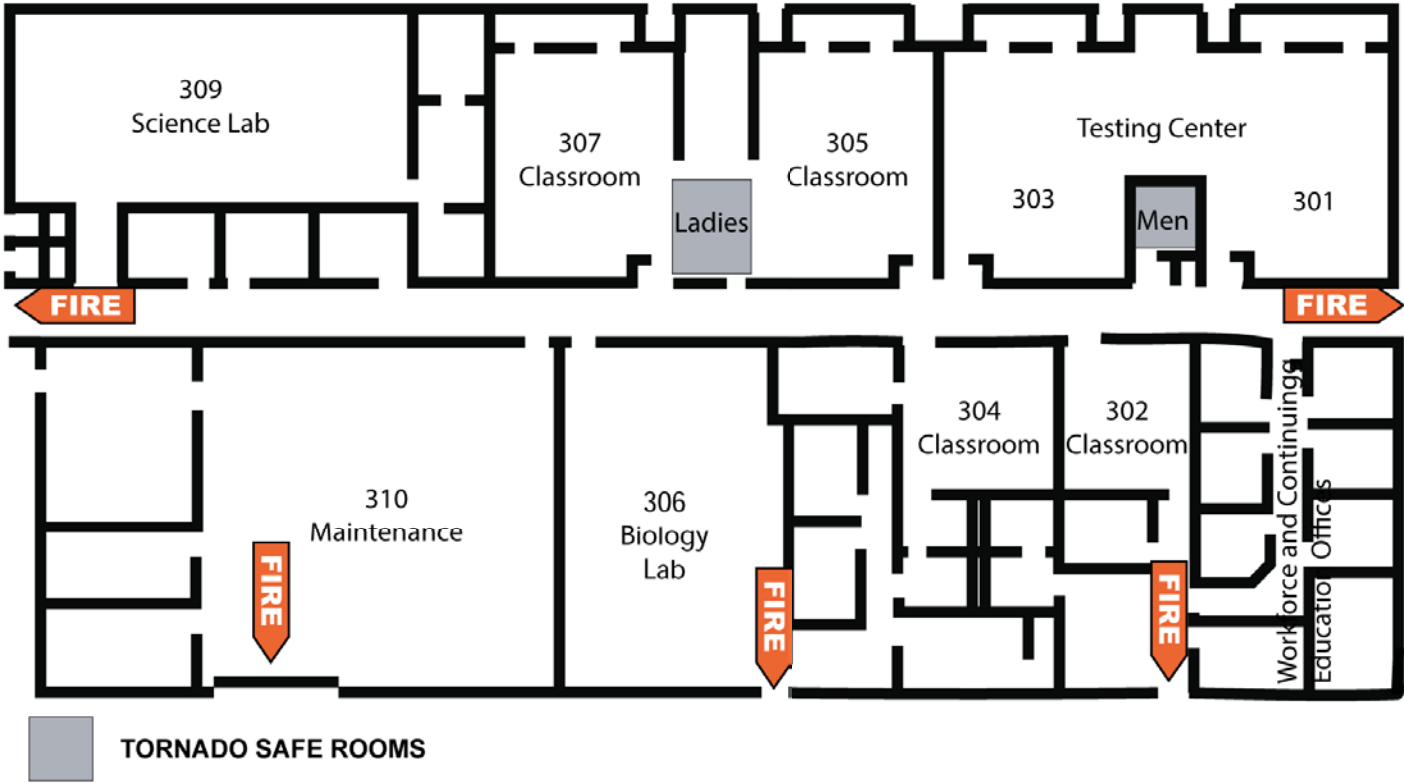 309
Science Lab
307
Classroom
Ladies
305
Classroom
Testing Center
303
Men
301
FIRE
FIRE
310
Maintenance
306
Biology
Lab
304
Classroom
302
Classroom
Workforce and Continuingg
Education Offices
FIRE
FIRE
FIRE
TORNADO SAFE ROOMS